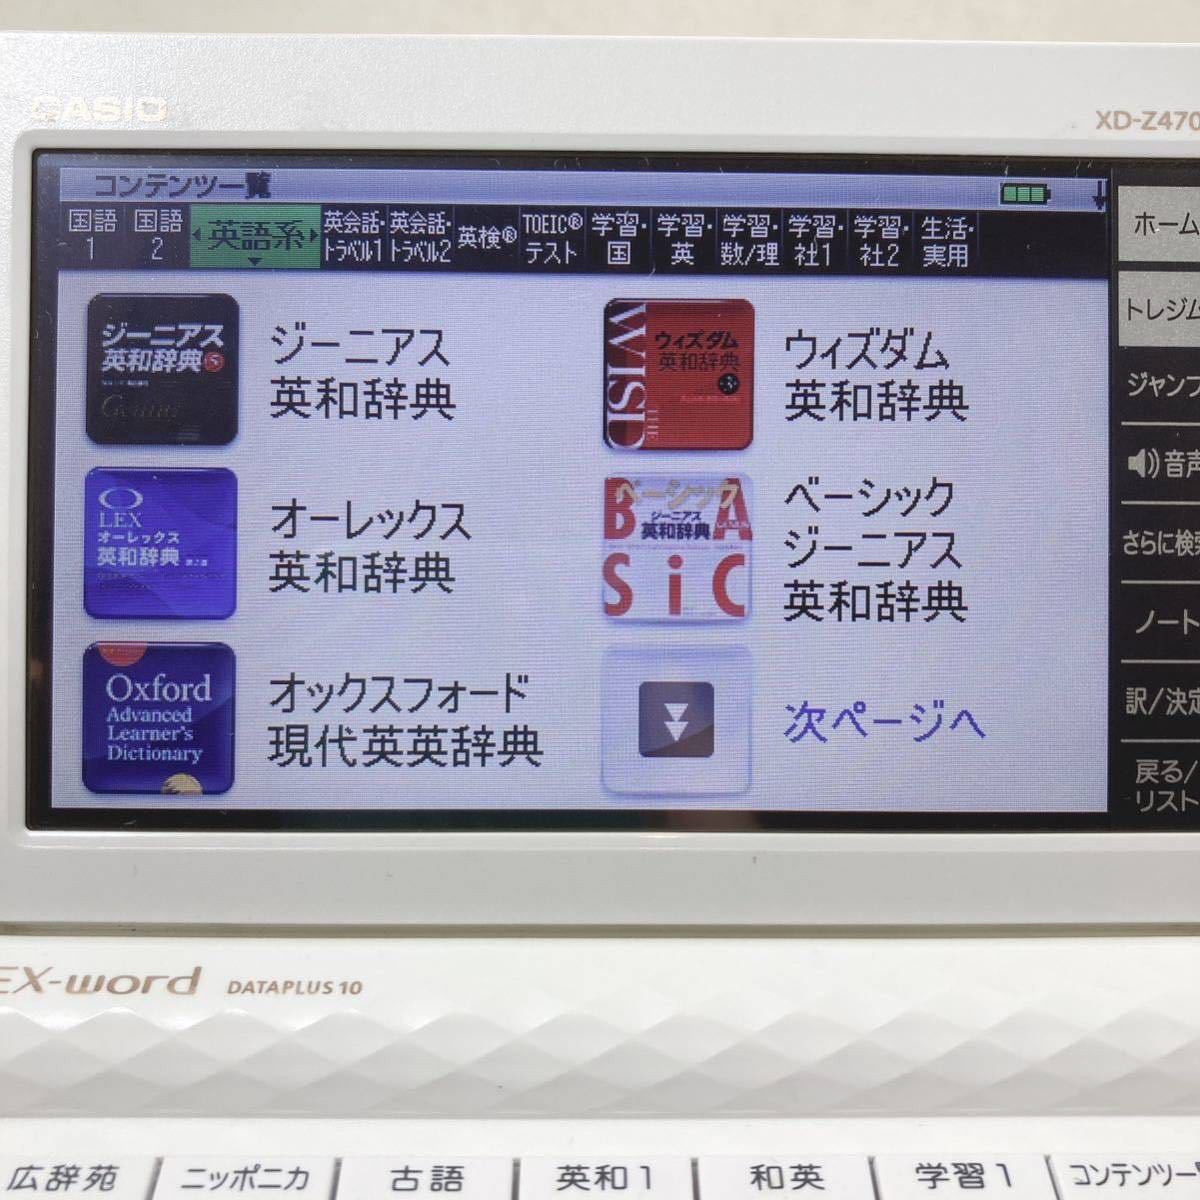 CASIO
XD-Z470
コンテンツ一覧
国語
1
国語
2
英語系
英会話・
トラベル1
英会話・
トラベル2
英検®
TOEIC®
テスト
学習・
国
学習・
英
学習・
数/理
学習・
社1
学習・
社2
生活・
実用
ジーニアス
英和辞典5
Genius
ジーニアス
英和辞典
WISD
THE
ウィズダム
英和辞典
3
ウィズダム
英和辞典
LEX
オーレックス
英和辞典
オーレックス
英和辞典
BASiC
ベーシック
ジーニアス
英和辞典
ベーシック
ジーニアス
英和辞典
Oxford
Advanced
Learner's
Dictionary
オックスフォード
現代英英辞典
次ページへ
ホーム
トレジム
ジャンプ
音声
さらに検索
ノート
訳/決定
戻る/
リスト
EX-word DATAPLUS 10
広辞苑
ニッポニカ
古語
英和1
和英
学習1
コンテンツ一覧